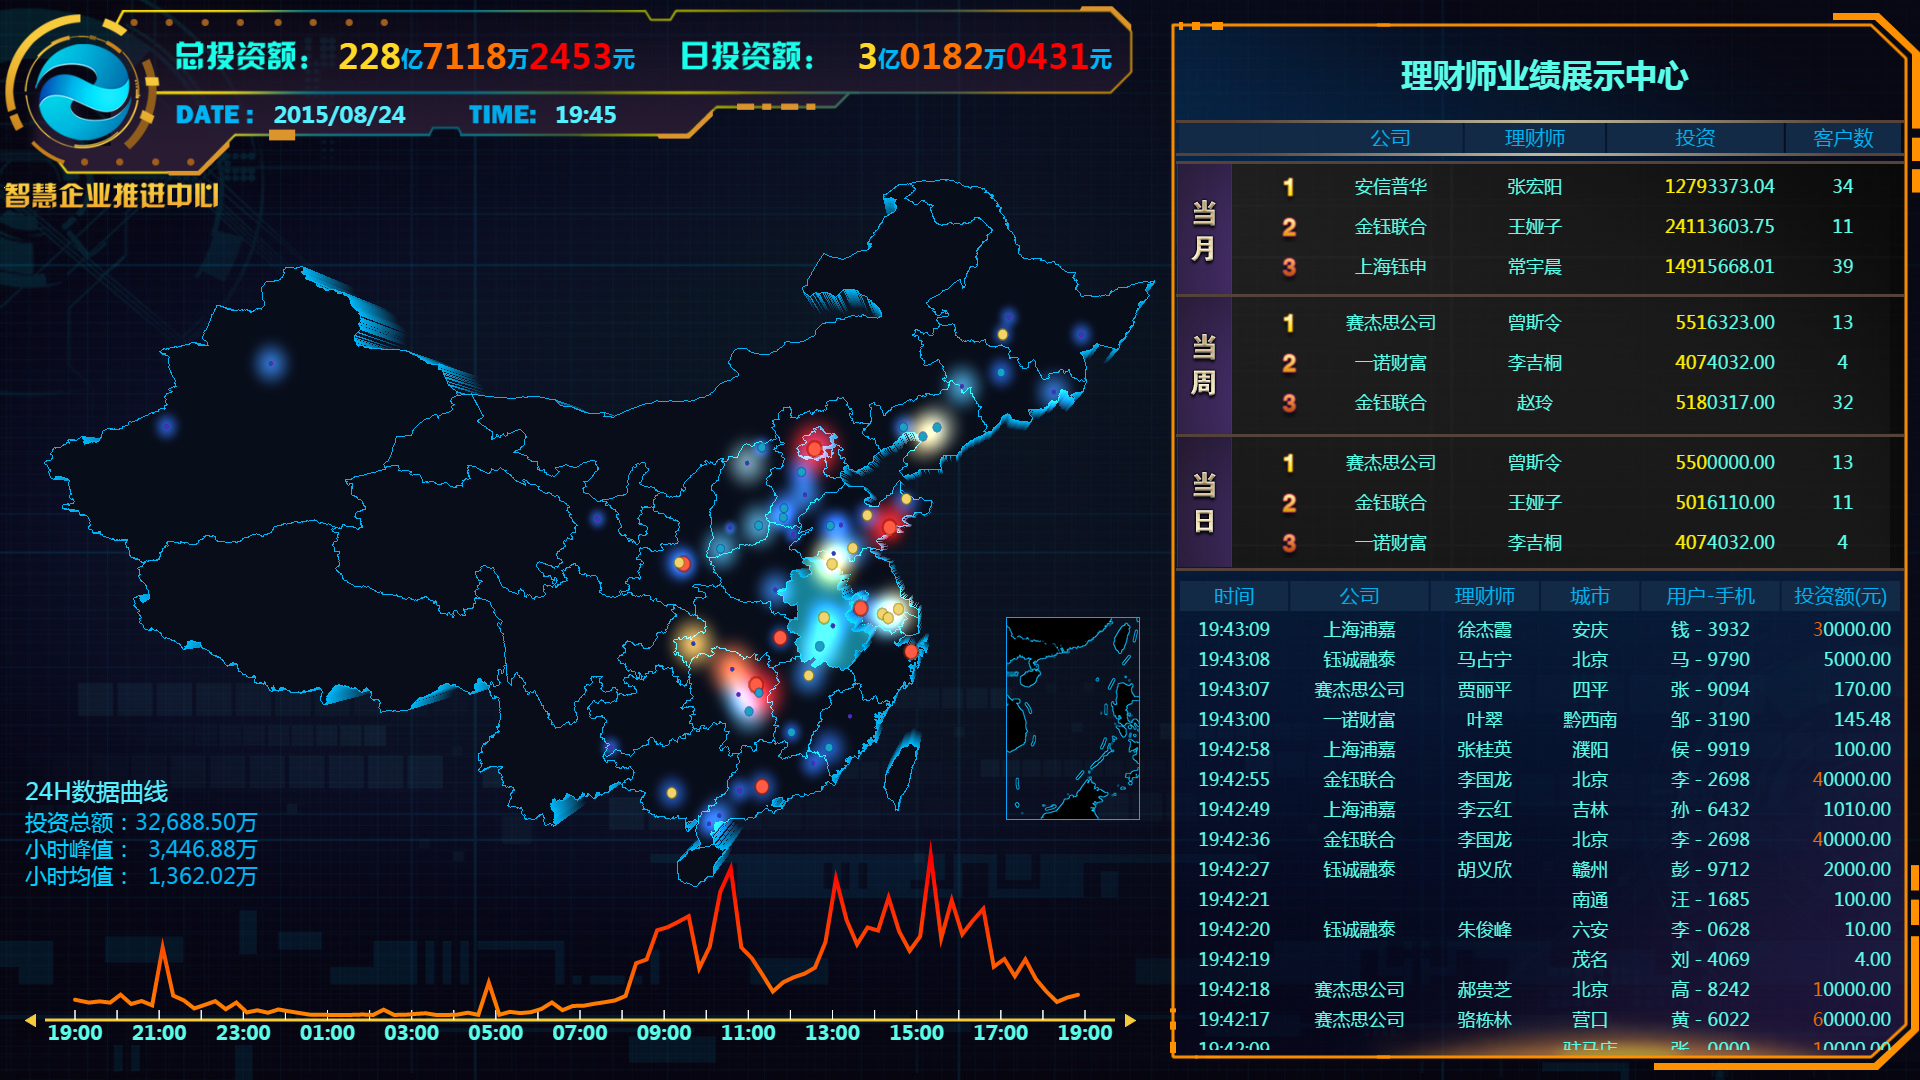 总投资额： 228亿7118万2453元 日投资额： 3亿0182万0431元
DATE： 2015/08/24 TIME: 19:45
智慧企业推进中心
24H数据曲线
投资总额：32,688.50万
小时峰值： 3,446.88万
小时均值： 1,362.02万
19:00 21:00 23:00 01:00 03:00 05:00 07:00 09:00 11:00 13:00 15:00 17:00 19:00
理财师业绩展示中心
公司 理财师 投资 客户数
当月
1 安信普华 张宏阳 12793373.04 34
2 金钰联合 王娅子 24113603.75 11
3 上海钰申 常宇晨 14915668.01 39
当周
1 赛杰思公司 曾斯令 5516323.00 13
2 一诺财富 李吉桐 4074032.00 4
3 金钰联合 赵玲 5180317.00 32
当日
1 赛杰思公司 曾斯令 5500000.00 13
2 金钰联合 王娅子 5016110.00 11
3 一诺财富 李吉桐 4074032.00 4
时间 公司 理财师 城市 用户-手机 投资额(元)
19:43:09 上海浦嘉 徐杰霞 安庆 钱 - 3932 30000.00
19:43:08 钰诚融泰 马占宁 北京 马 - 9790 5000.00
19:43:07 赛杰思公司 贾丽平 四平 张 - 9094 170.00
19:43:00 一诺财富 叶翠 黔西南 邹 - 3190 145.48
19:42:58 上海浦嘉 张桂英 濮阳 侯 - 9919 100.00
19:42:55 金钰联合 李国龙 北京 李 - 2698 40000.00
19:42:49 上海浦嘉 李云红 吉林 孙 - 6432 1010.00
19:42:36 金钰联合 李国龙 北京 李 - 2698 40000.00
19:42:27 钰诚融泰 胡义欣 赣州 彭 - 9712 2000.00
19:42:21 南通 汪 - 1685 100.00
19:42:20 钰诚融泰 朱俊峰 六安 李 - 0628 10.00
19:42:19 茂名 刘 - 4069 4.00
19:42:18 赛杰思公司 郝贵芝 北京 高 - 8242 10000.00
19:42:17 赛杰思公司 骆栋林 营口 黄 - 6022 60000.00
19:42:09 驻马店 张 - 0000 10000.00